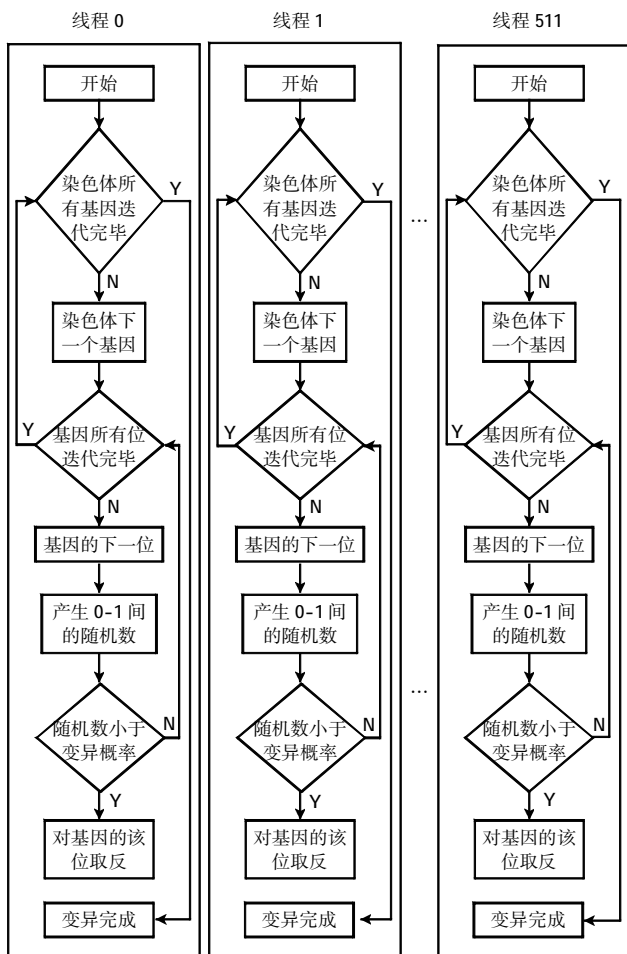 线程 0
开始
染色体所
有基因迭
代完毕
Y
N
染色体下
一个基因
Y
基因所有位
迭代完毕
N
基因的下一位
产生 0-1 间
的随机数
随机数小于
变异概率
N
Y
对基因的该
位取反
变异完成
线程 1
开始
染色体所
有基因迭
代完毕
Y
N
染色体下
一个基因
Y
基因所有位
迭代完毕
N
基因的下一位
产生 0-1 间
的随机数
随机数小于
变异概率
N
Y
对基因的该
位取反
变异完成
...
...
线程 511
开始
染色体所
有基因迭
代完毕
Y
N
染色体下
一个基因
Y
基因所有位
迭代完毕
N
基因的下一位
产生 0-1 间
的随机数
随机数小于
变异概率
N
Y
对基因的该
位取反
变异完成